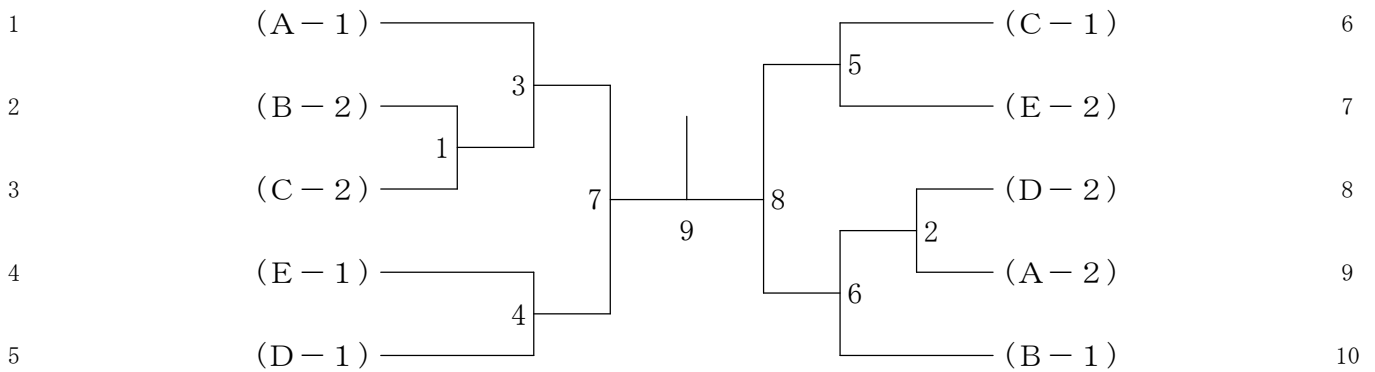 1 (A－1) (C－1) 6
3 5
2 (B－2) (E－2) 7
1
3 (C－2) (D－2) 8
7 8
9 2
4 (E－1) (A－2) 9
4 6
5 (D－1) (B－1) 10